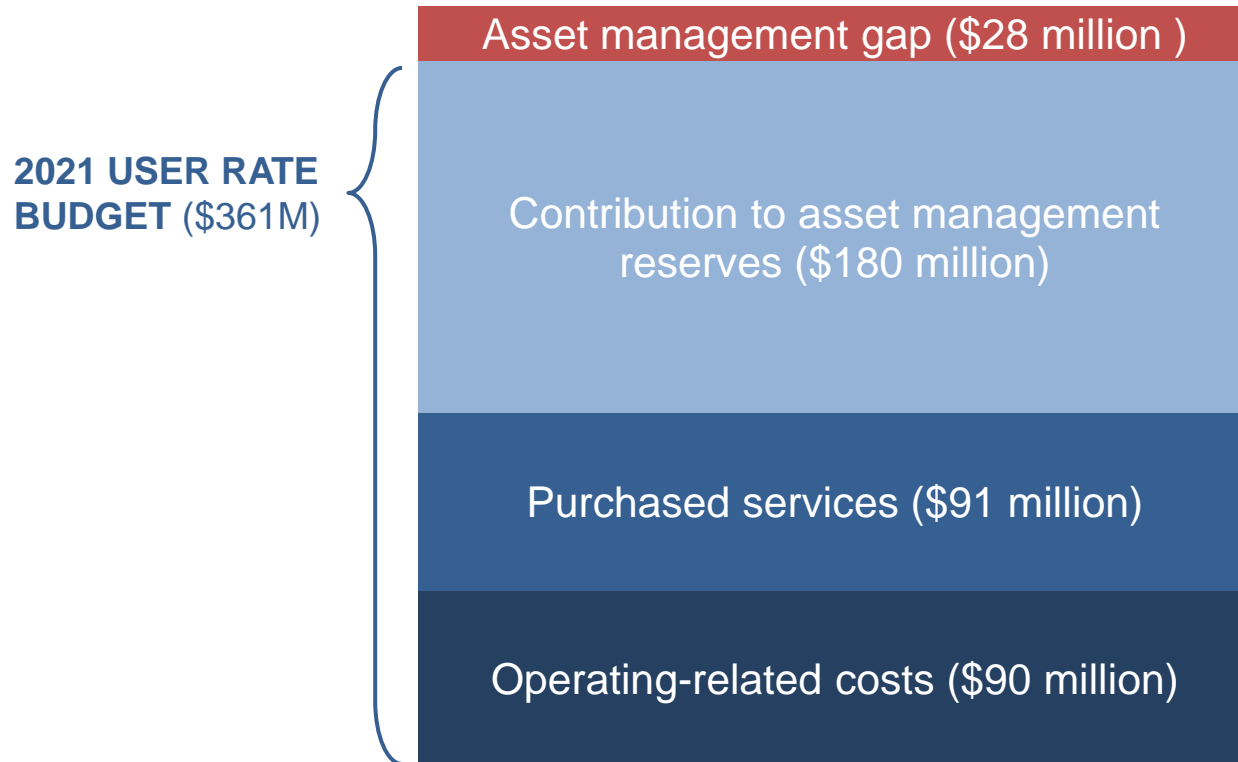 Asset management gap ($28 million )
2021 USER RATE
BUDGET ($361M)
Contribution to asset management
reserves ($180 million)
Purchased services ($91 million)
Operating-related costs ($90 million)